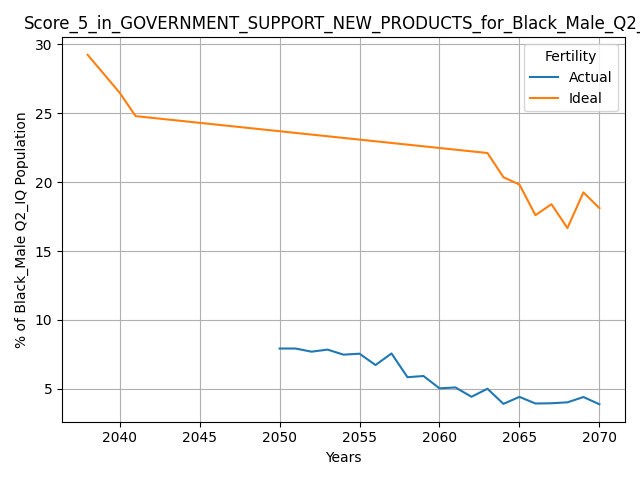 Score_5_in_GOVERNMENT_SUPPORT_NEW_PRODUCTS_for_Black_Male_Q2_
Fertility
Actual
Ideal
% of Black_Male Q2_IQ Population
30
25
20
15
10
5
2040 2045 2050 2055 2060 2065 2070
Years